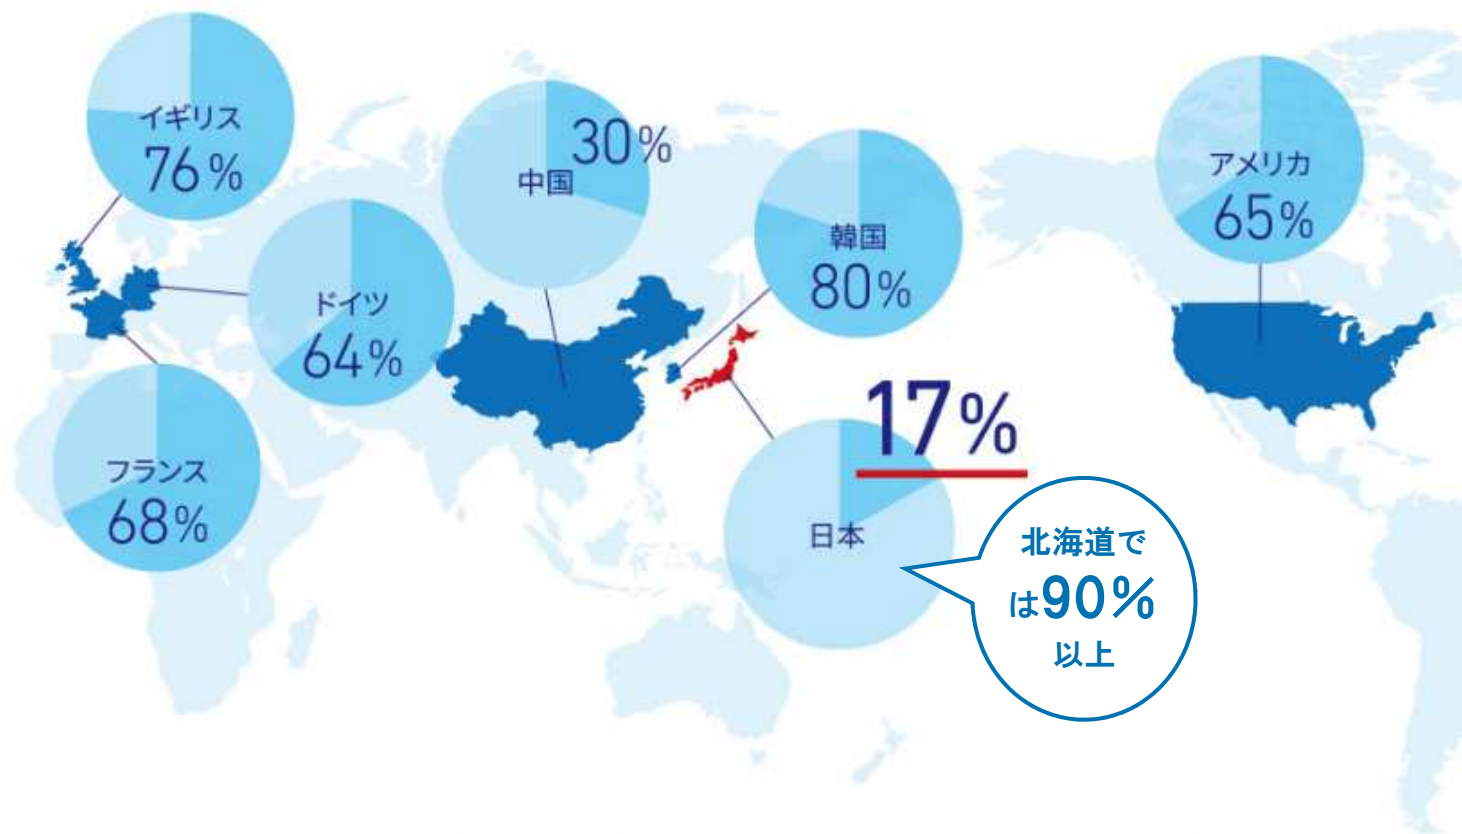 イギリス
76%
中国
30%
韓国
80%
アメリカ
65%
ドイツ
64%
フランス
68%
17%
日本
北海道で
は90%
以上